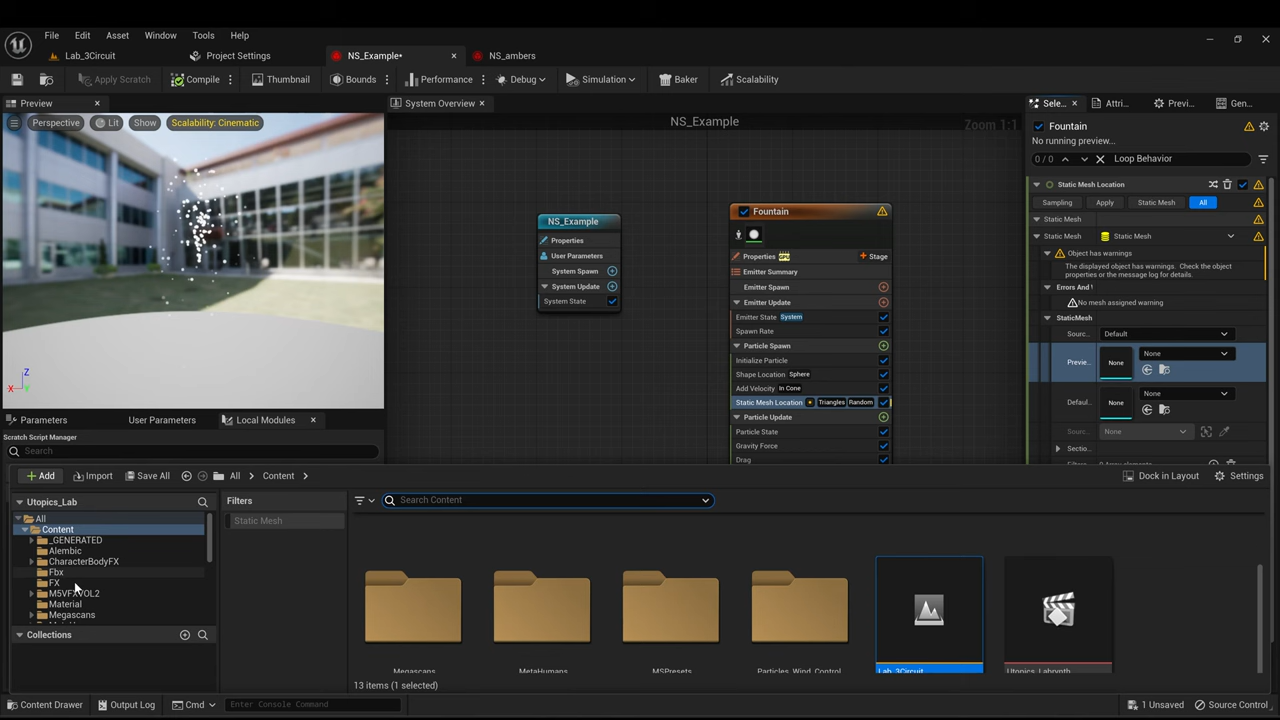 File Edit Asset Window Tools Help
Lab_3Circuit Project Settings NS_Example• NS_ambers
Apply Scratch Compile Thumbnail Bounds Performance Debug Simulation Baker Scalability
Preview System Overview Sele... Attri... Previ... Gen...
Perspective Lit Show Scalability: Cinematic
NS_Example
Zoom 1:1
Fountain
No running preview...
0 / 0 Loop Behavior
Static Mesh Location
Sampling Apply Static Mesh All
Static Mesh
Static Mesh Static Mesh
Object has warnings
The displayed object has warnings. Check the object
properties or the message log for details.
Errors And
No mesh assigned warning
StaticMesh
Sourc... Default
Previe... None None
Defaul... None None
Sourc... None
Sectio...
NS_Example
Properties
User Parameters
System Spawn
System Update
System State
Fountain
Properties GPU Stage
Emitter Summary
Emitter Spawn
Emitter Update
Emitter State System
Spawn Rate
Particle Spawn
Initialize Particle
Shape Location Sphere
Add Velocity In Cone
Static Mesh Location Triangles Random
Particle Update
Particle State
Gravity Force
Drag
Z
X
Parameters User Parameters Local Modules
Scratch Script Manager
Search
Add Import Save All All Content Dock in Layout Settings
Utopics_Lab
All
Content
_GENERATED
Alembic
CharacterBodyFX
Fbx
FX
M5VFXVOL2
Material
Megascans
Collections
Filters
Static Mesh
Search Content
Megascans MetaHumans MSPresets Particles_Wind_Control Lab_3Circuit Utopics_Labynth
13 items (1 selected)
Content Drawer Output Log Cmd Enter Console Command 1 Unsaved Source Control